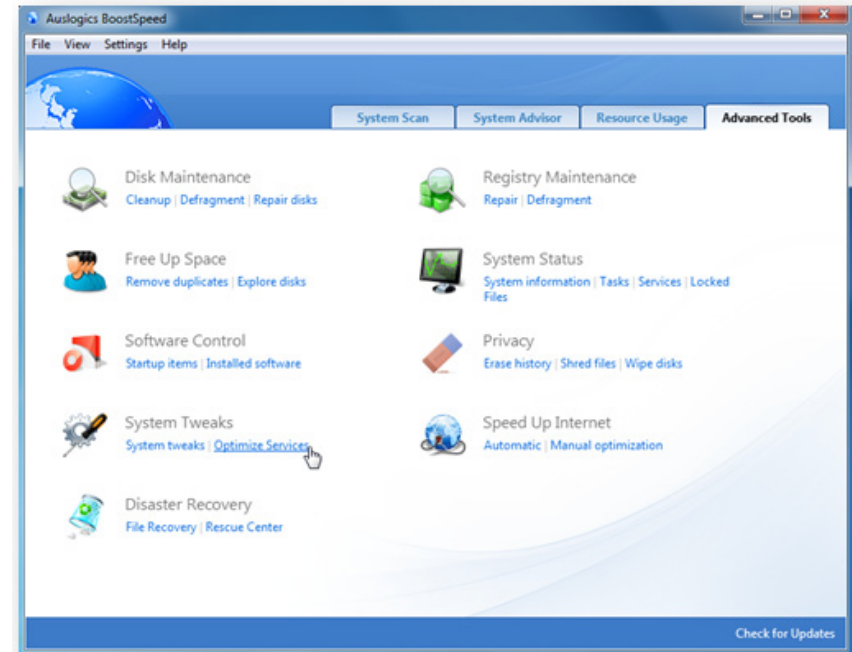 Auslogics BoostSpeed
File View Settings Help
System Scan System Advisor Resource Usage Advanced Tools
Disk Maintenance
Cleanup | Defragment | Repair disks
Registry Maintenance
Repair | Defragment
Free Up Space
Remove duplicates | Explore disks
System Status
System information | Tasks | Services | Locked
Files
Software Control
Startup items | Installed software
Privacy
Erase history | Shred files | Wipe disks
System Tweaks
System tweaks | Optimize Services
Speed Up Internet
Automatic | Manual optimization
Disaster Recovery
File Recovery | Rescue Center
Check for Updates